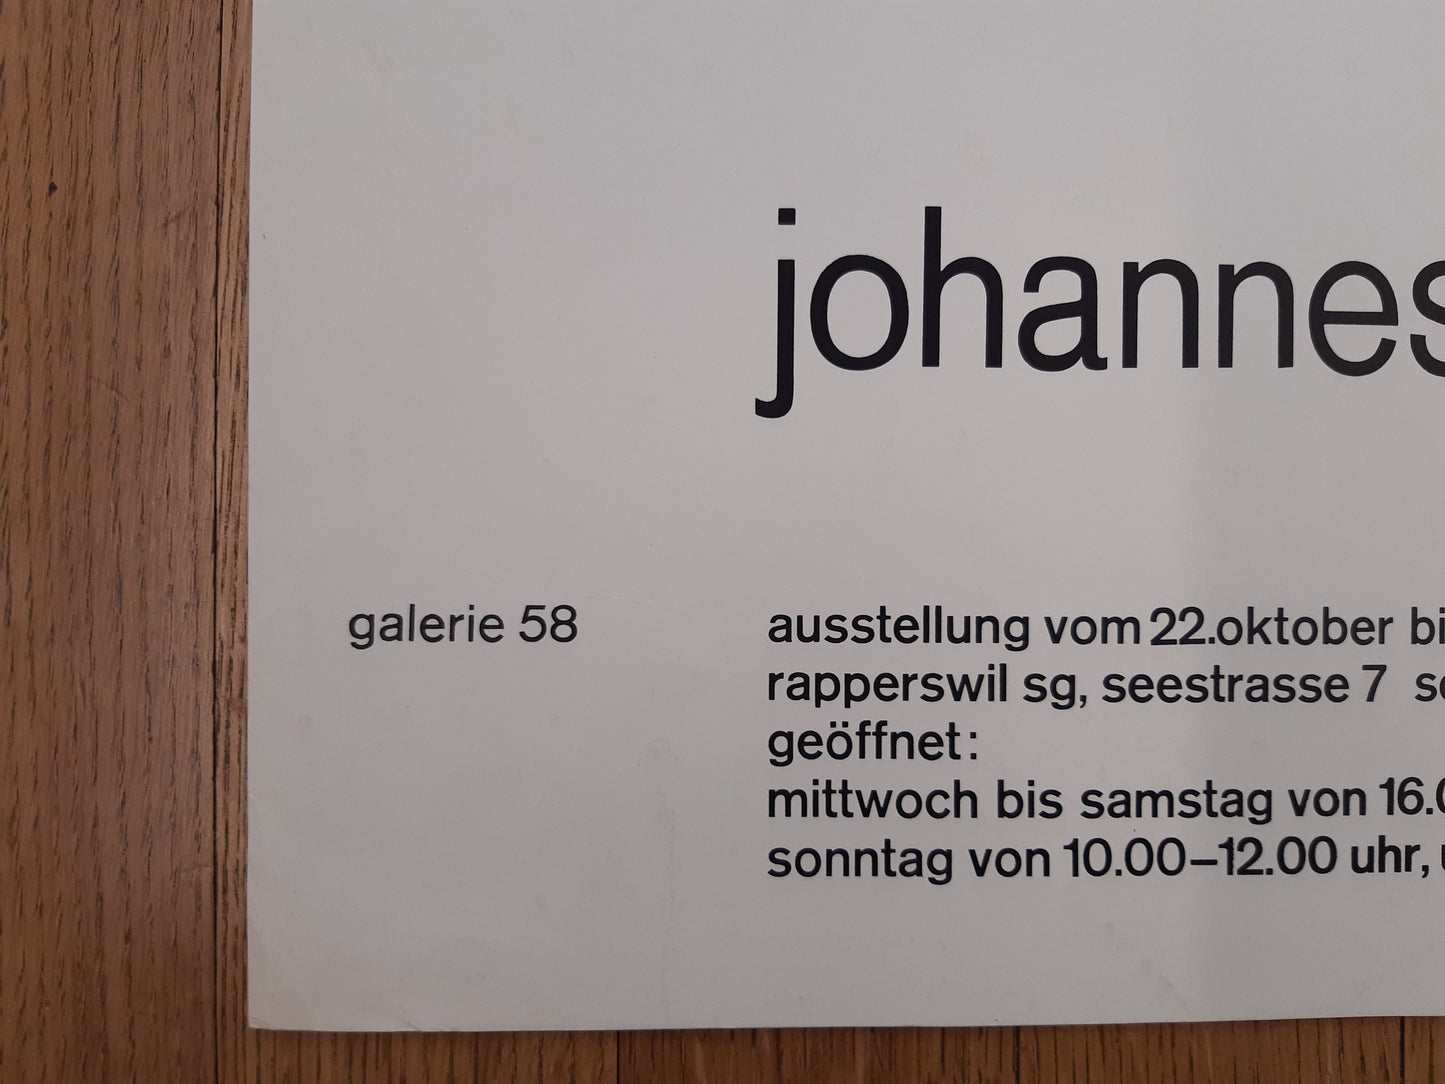 johannes
galerie 58
ausstellung vom 22. oktober
rapperswil sg, seestrasse 7
geöffnet:
mittwoch bis samstag von
sonntag von 10.00–12.00 uhr,